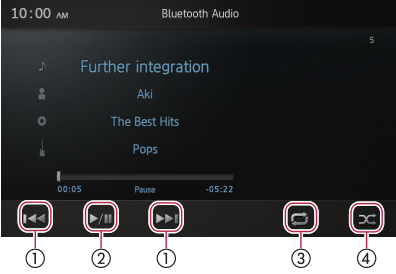 10:00 AM Bluetooth Audio
5
Further integration
Aki
The Best Hits
Pops
00:05 Pause -05:22
① ② ① ③ ④